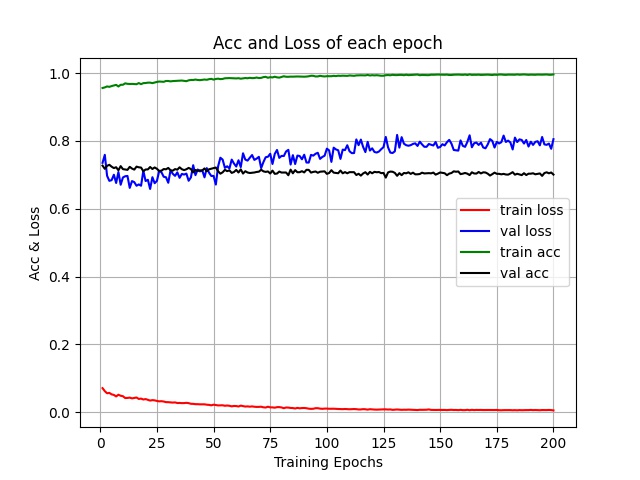 Acc and Loss of each epoch
Acc & Loss
1.0
0.8
0.6
0.4
0.2
0.0
train loss
val loss
train acc
val acc
0 25 50 75 100 125 150 175 200
Training Epochs